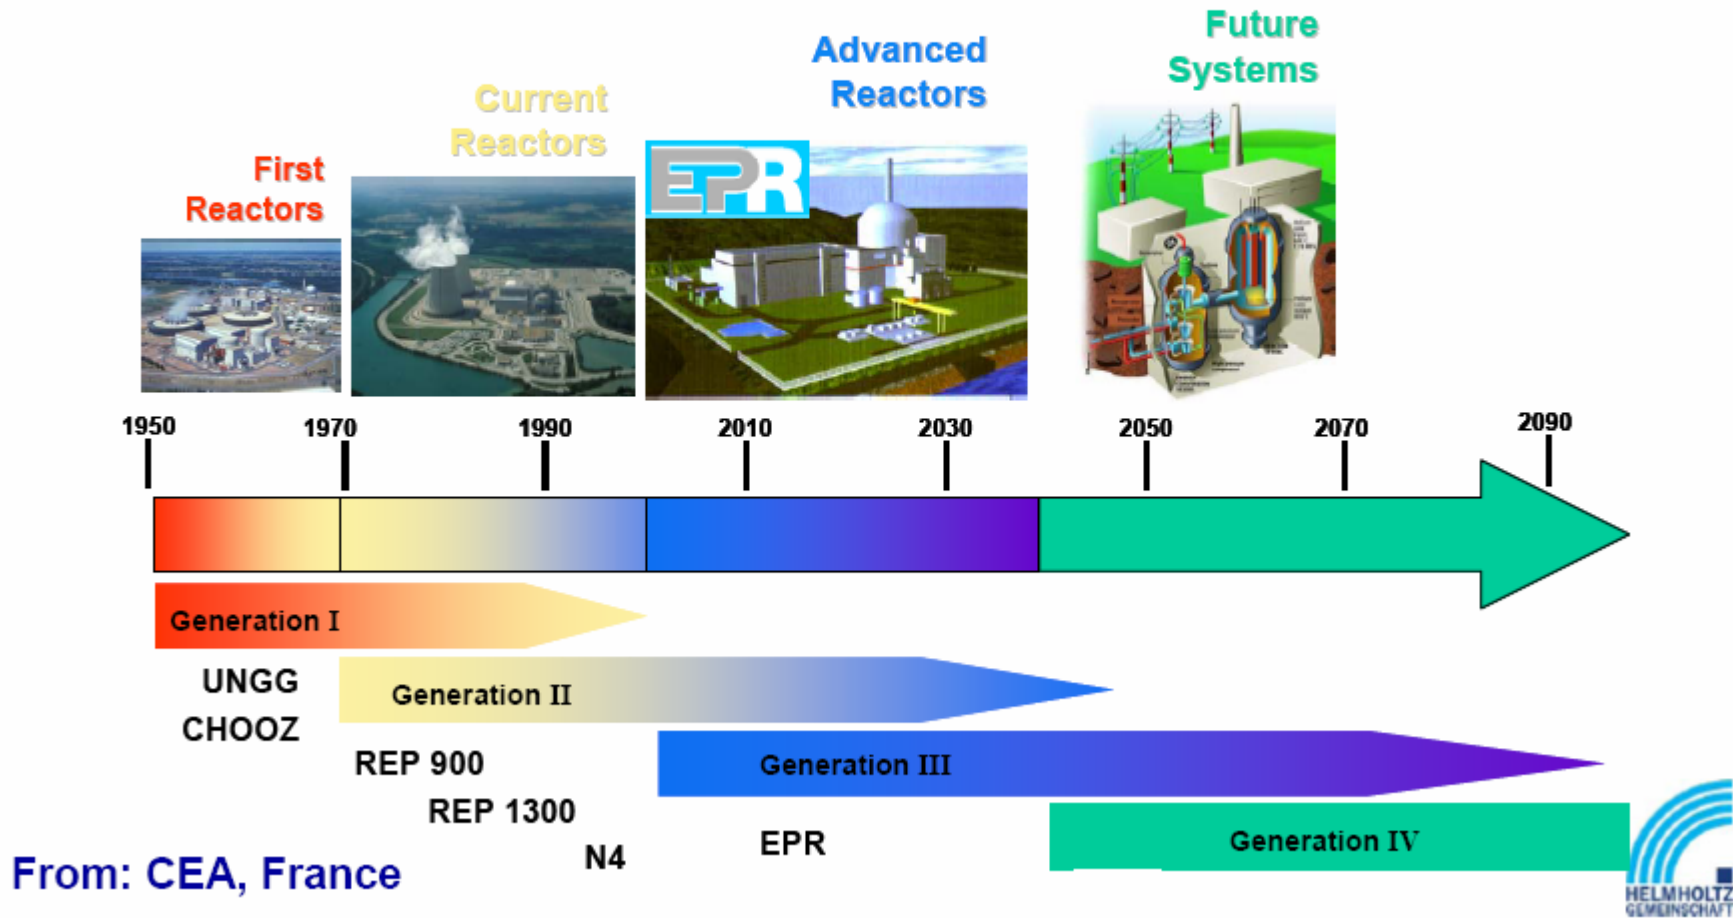 Future
Systems
Advanced
Reactors
Current
Reactors
First
Reactors
EPR
1950
1970
1990
2010
2030
2050
2070
2090
Generation I
UNGG
CHOOZ
Generation II
REP 900
REP 1300
N4
Generation III
EPR
Generation IV
From: CEA, France
HELMHOLTZ
GEMEINSCHAFT